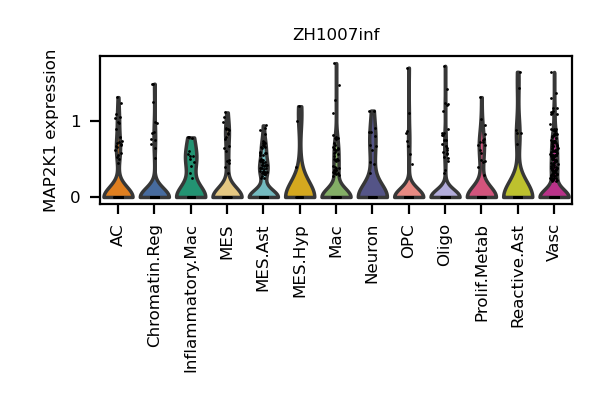 ZH1007inf
MAP2K1 expression
1
0
AC
Chromatin.Reg
Inflammatory.Mac
MES
MES.Ast
MES.Hyp
Mac
Neuron
OPC
Oligo
Prolif.Metab
Reactive.Ast
Vasc